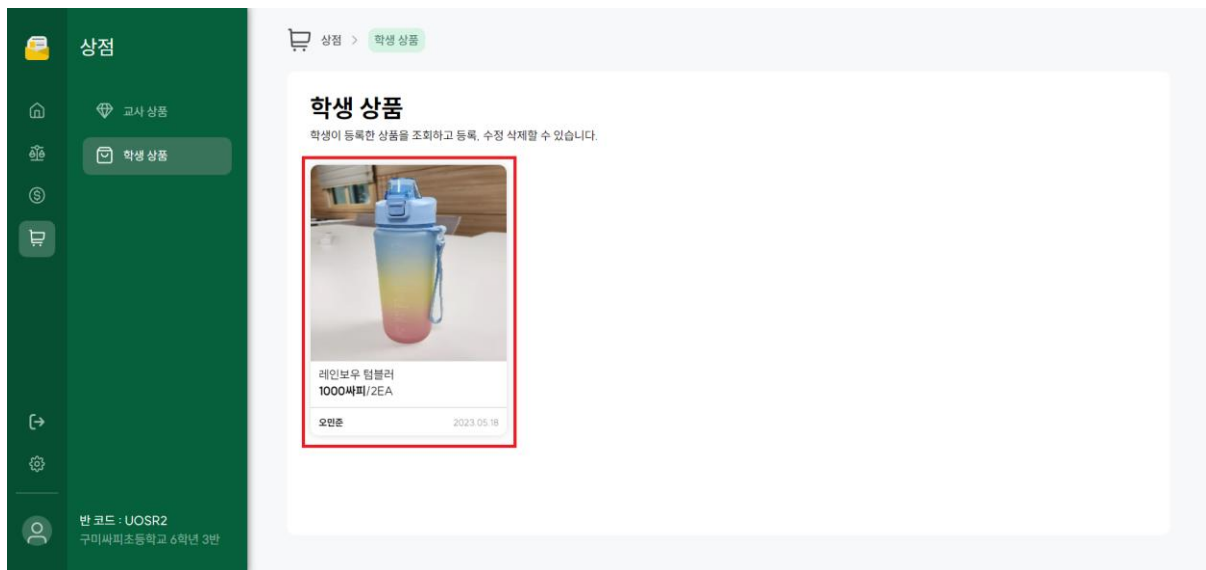 상점
교사 상품
학생 상품
반 코드 : UOSR2
구미싸피초등학교 6학년 3반
상점 > 학생 상품
학생 상품
학생이 등록한 상품을 조회하고 등록, 수정 삭제할 수 있습니다.
레인보우 텀블러
1000싸피/2EA
오민준 2023.05.18